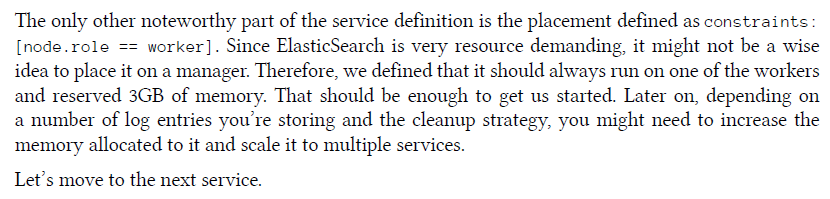 The only other noteworthy part of the service definition is the placement defined as constraints:
[node.role == worker]. Since ElasticSearch is very resource demanding, it might not be a wise
idea to place it on a manager. Therefore, we defined that it should always run on one of the workers
and reserved 3GB of memory. That should be enough to get us started. Later on, depending on
a number of log entries you’re storing and the cleanup strategy, you might need to increase the
memory allocated to it and scale it to multiple services.
Let’s move to the next service.